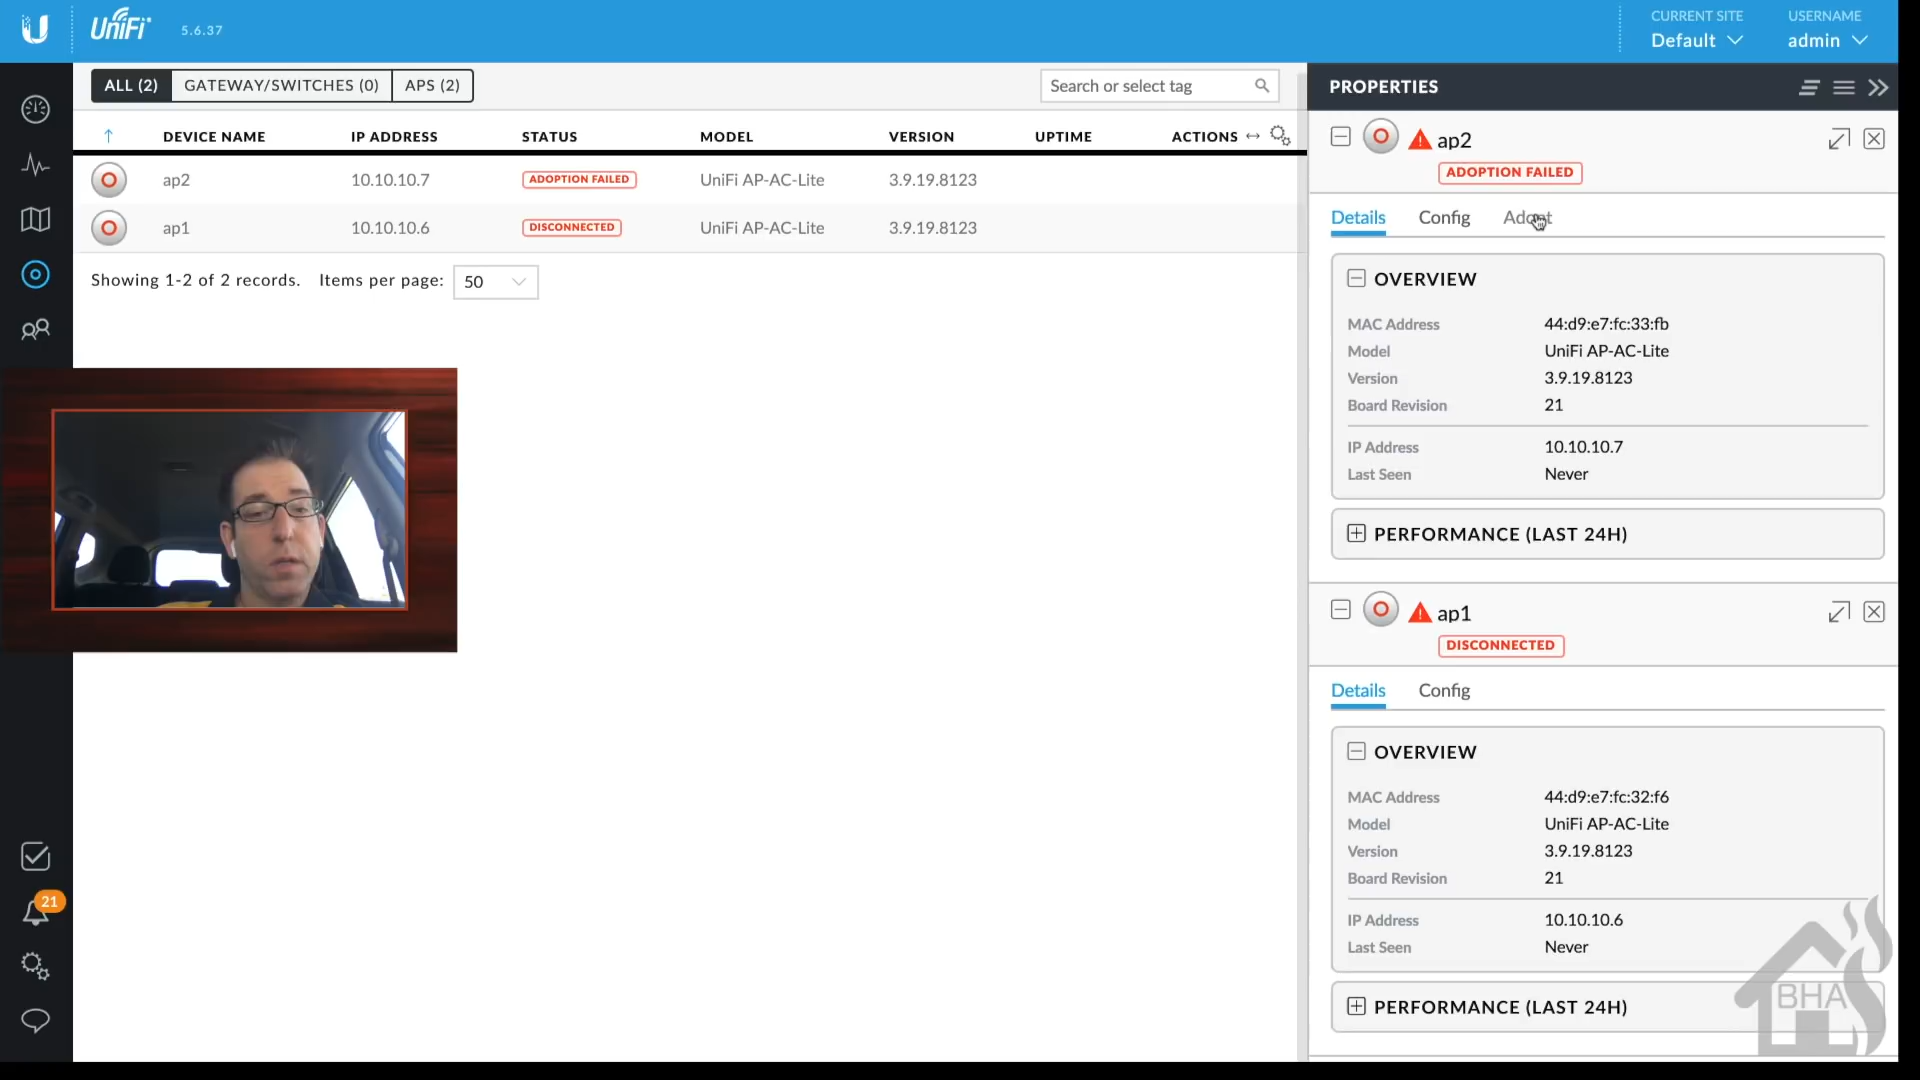 UniFi 5.6.37
CURRENT SITE
Default
USERNAME
admin
ALL (2) GATEWAY/SWITCHES (0) APS (2)
Search or select tag
DEVICE NAME IP ADDRESS STATUS MODEL VERSION UPTIME ACTIONS
ap2 10.10.10.7 ADOPTION FAILED UniFi AP-AC-Lite 3.9.19.8123
ap1 10.10.10.6 DISCONNECTED UniFi AP-AC-Lite 3.9.19.8123
Showing 1-2 of 2 records. Items per page: 50
21
PROPERTIES
ap2
ADOPTION FAILED
Details Config Adopt
OVERVIEW
MAC Address 44:d9:e7:fc:33:fb
Model UniFi AP-AC-Lite
Version 3.9.19.8123
Board Revision 21
IP Address 10.10.10.7
Last Seen Never
PERFORMANCE (LAST 24H)
ap1
DISCONNECTED
Details Config
OVERVIEW
MAC Address 44:d9:e7:fc:32:f6
Model UniFi AP-AC-Lite
Version 3.9.19.8123
Board Revision 21
IP Address 10.10.10.6
Last Seen Never
PERFORMANCE (LAST 24H)
BHA